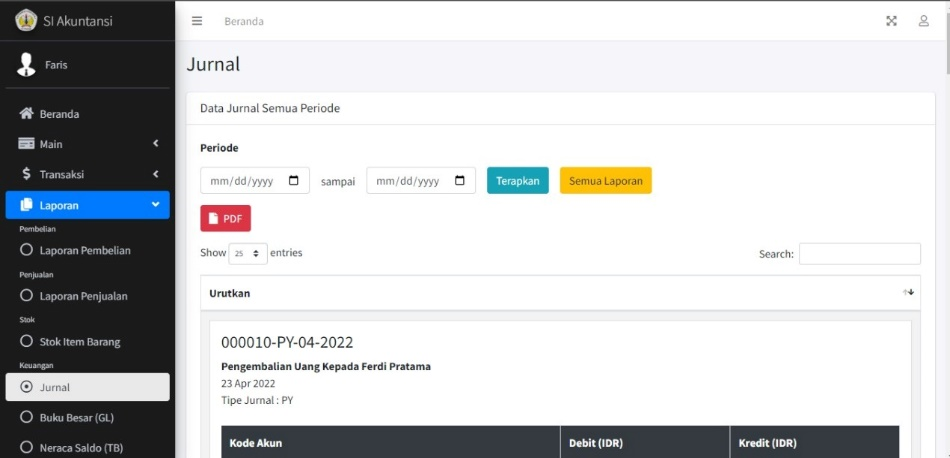 SI Akuntansi
Beranda
Faris
Beranda
Main
Transaksi
Laporan
Pembelian
Laporan Pembelian
Penjualan
Laporan Penjualan
Stok
Stok Item Barang
Keuangan
Jurnal
Buku Besar (GL)
Neraca Saldo (TB)
Jurnal
Data Jurnal Semua Periode
Periode
mm/dd/yyyy sampai mm/dd/yyyy Terapkan Semua Laporan
PDF
Show 25 entries Search:
Urutkan
000010-PY-04-2022
Pengembalian Uang Kepada Ferdi Pratama
23 Apr 2022
Tipe Jurnal : PY
Kode Akun Debit (IDR) Kredit (IDR)